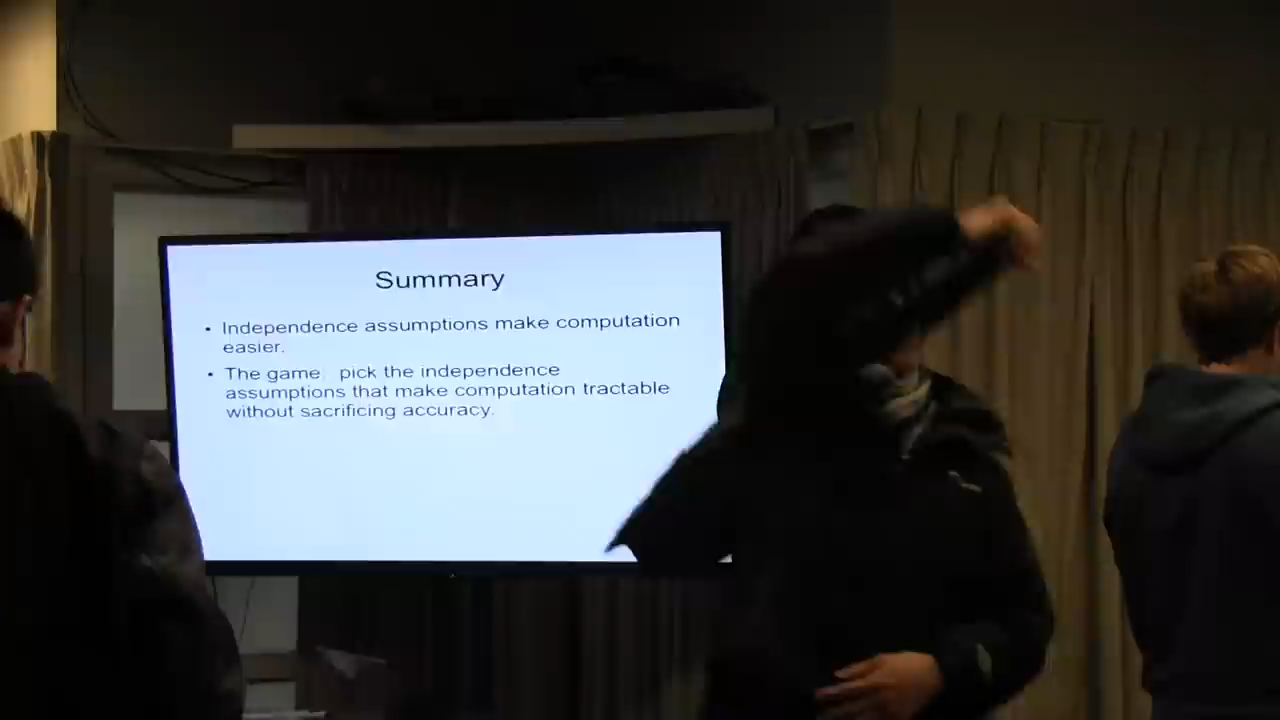 Summary
• Independence assumptions make computation
easier.
• The game: pick the independence
assumptions that make computation tractable
without sacrificing accuracy.